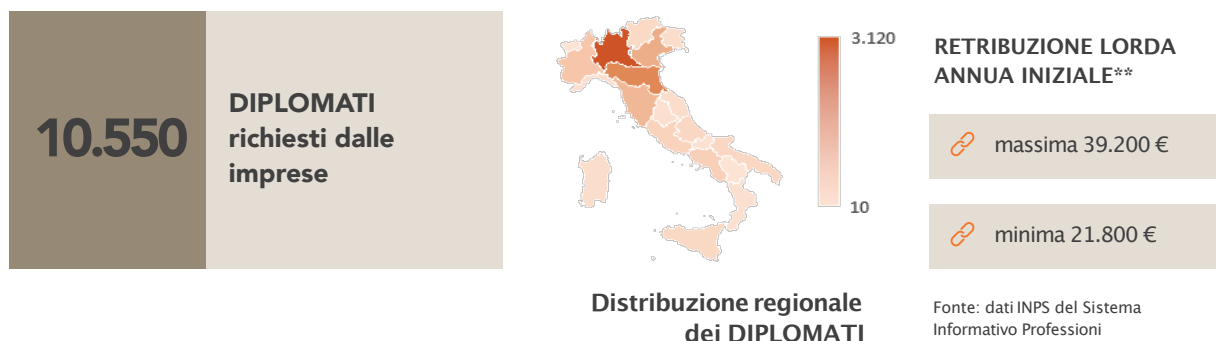 10.550
DIPLOMATI
richiesti dalle
imprese
3.120
10
Distribuzione regionale
dei DIPLOMATI
RETRIBUZIONE LORDA
ANNUA INIZIALE**
massima 39.200 €
minima 21.800 €
Fonte: dati INPS del Sistema
Informativo Professioni